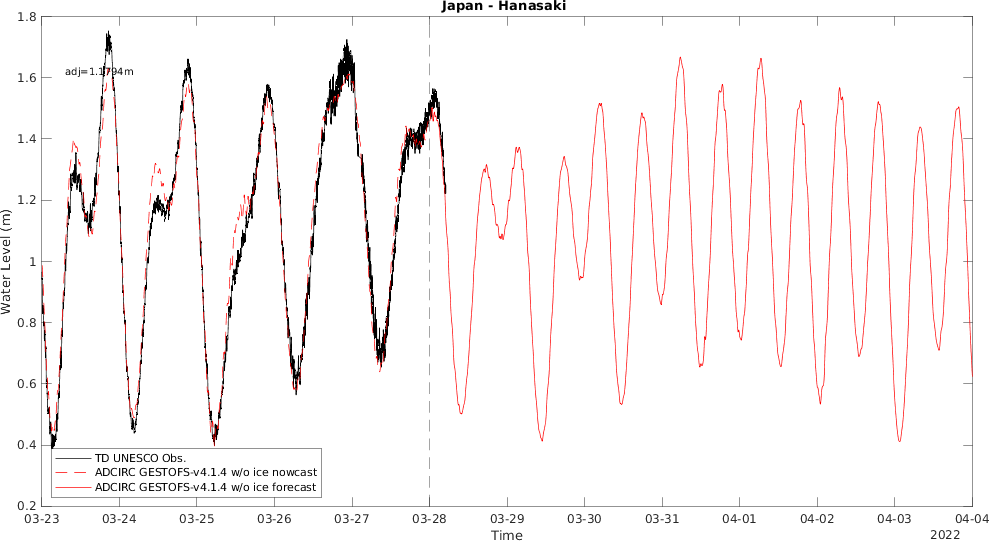 Japan - Hanasaki
1.8
1.6
1.4
1.2
1
0.8
0.6
0.4
0.2
Water Level (m)
adj=1.1794m
TD UNESCO Obs.
ADCIRC GESTOFS-v4.1.4 w/o ice nowcast
ADCIRC GESTOFS-v4.1.4 w/o ice forecast
03-23 03-24 03-25 03-26 03-27 03-28 03-29 03-30 03-31 04-01 04-02 04-03 04-04
Time
2022